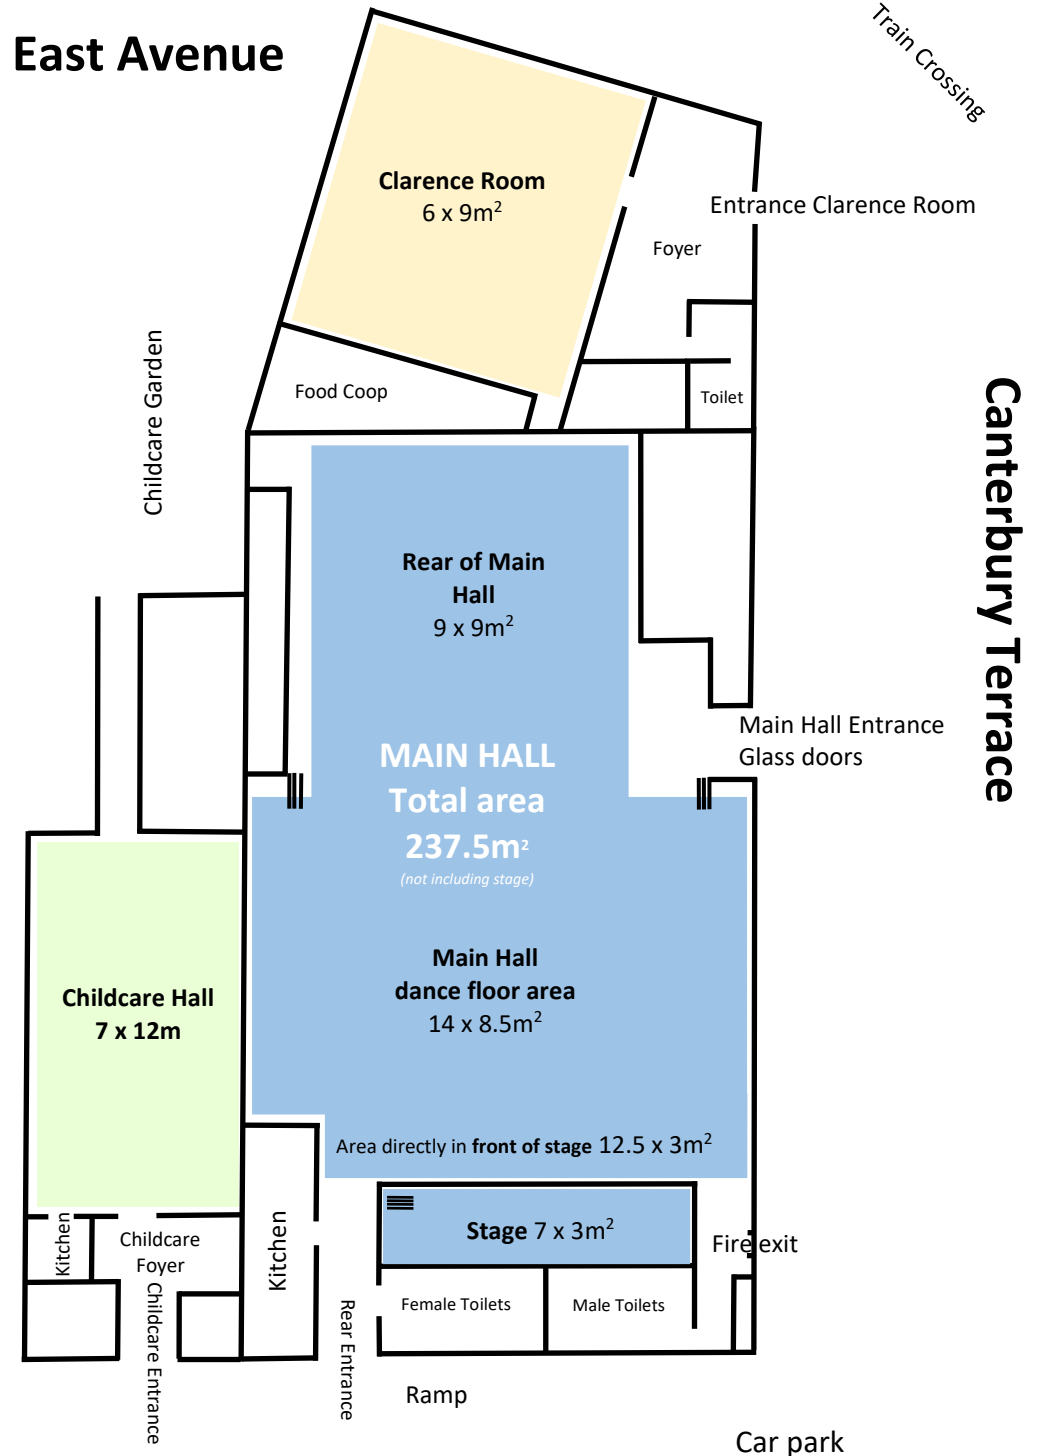 East Avenue
Train Crossing
Clarence Room
6 x 9m²
Entrance Clarence Room
Foyer
Childcare Garden
Food Coop
Toilet
Canterbury Terrace
Rear of Main
Hall
9 x 9m²
Main Hall Entrance
Glass doors
MAIN HALL
Total area
237.5m²
(not including stage)
Main Hall
dance floor area
14 x 8.5m²
Childcare Hall
7 x 12m
Area directly in front of stage 12.5 x 3m²
Stage 7 x 3m²
Fire exit
Kitchen
Childcare
Foyer
Kitchen
Childcare Entrance
Rear Entrance
Female Toilets
Male Toilets
Ramp
Car park